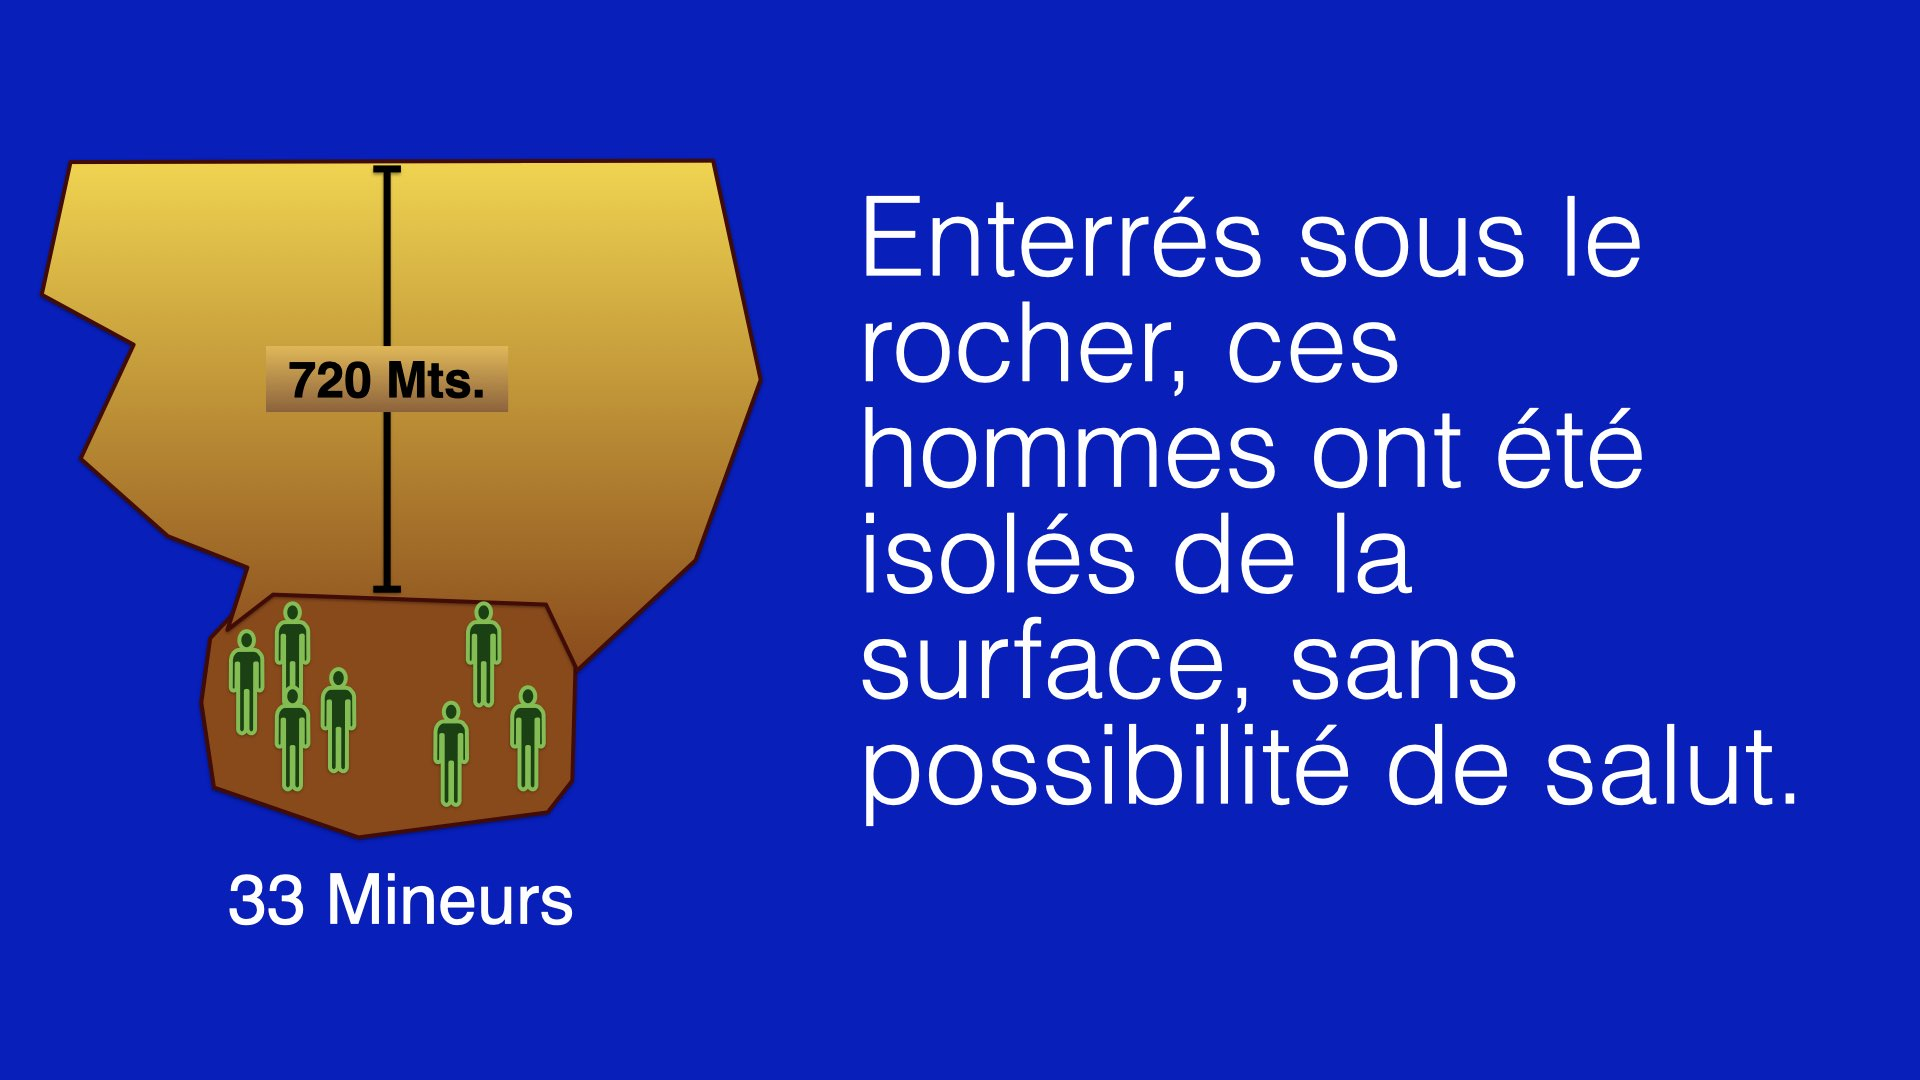 720 Mts.
33 Mineurs
Enterrés sous le
rocher, ces
hommes ont été
isolés de la
surface, sans
possibilité de salut.